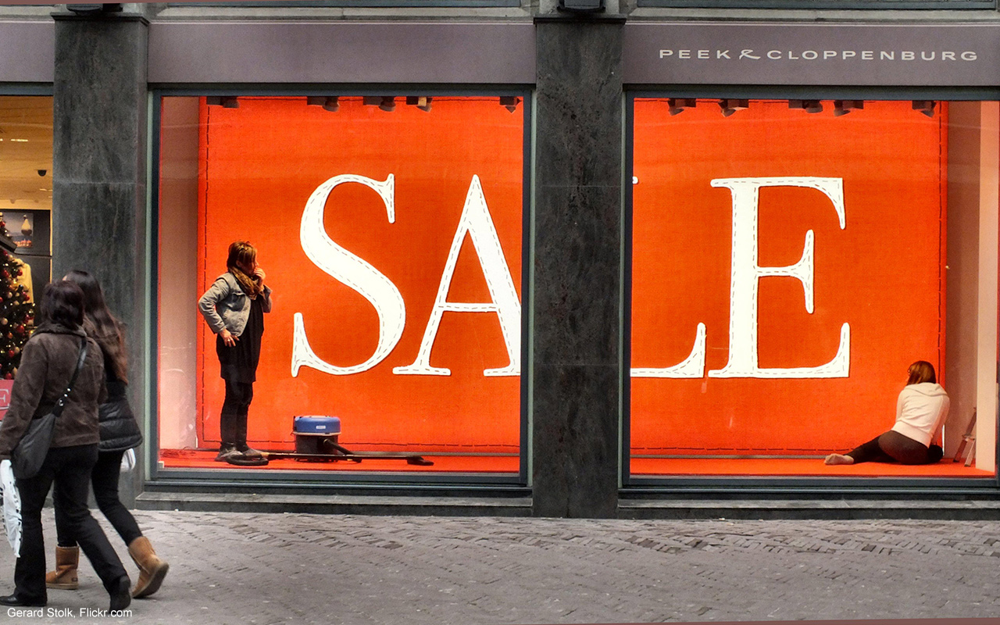 PEEK & CLOPPENBURG
SALE
E
Gerard Stolk, Flickr.com